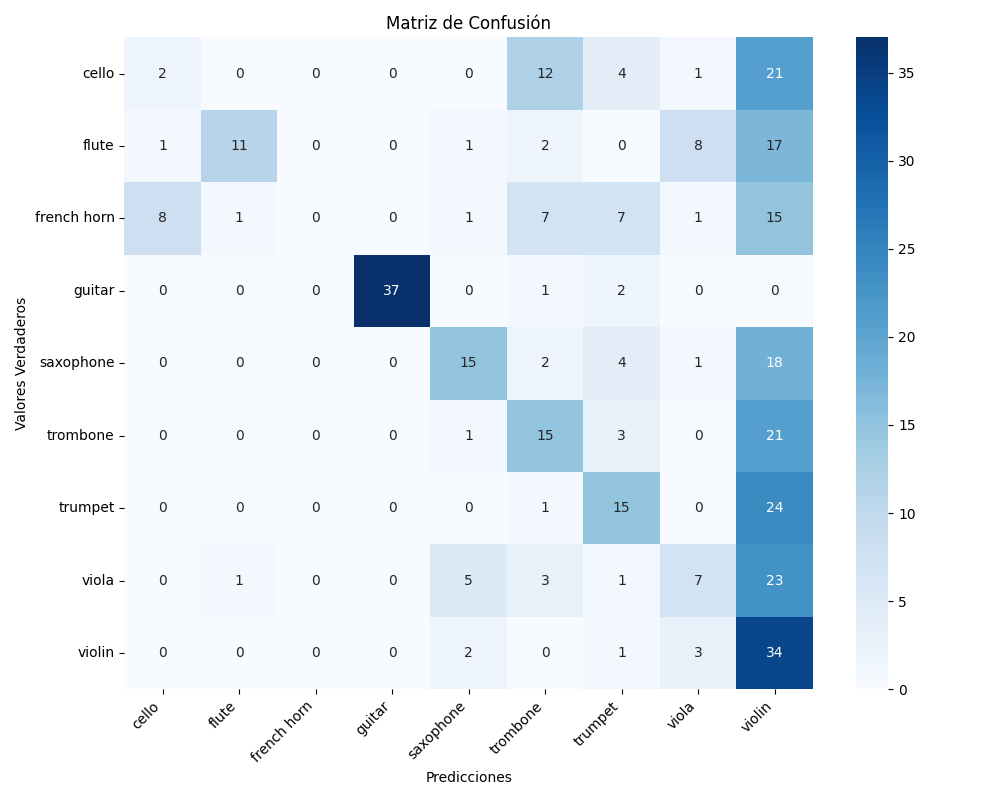 Matriz de Confusión
cello 2 0 0 0 0 12 4 1 21
flute 1 11 0 0 1 2 0 8 17
french horn 8 1 0 0 1 7 7 1 15
guitar 0 0 0 37 0 1 2 0 0
saxophone 0 0 0 0 15 2 4 1 18
trombone 0 0 0 0 1 15 3 0 21
trumpet 0 0 0 0 0 1 15 0 24
viola 0 1 0 0 5 3 1 7 23
violin 0 0 0 0 2 0 1 3 34
Valores Verdaderos
cello flute french horn guitar saxophone trombone trumpet viola violin
Predicciones
35
30
25
20
15
10
5
0